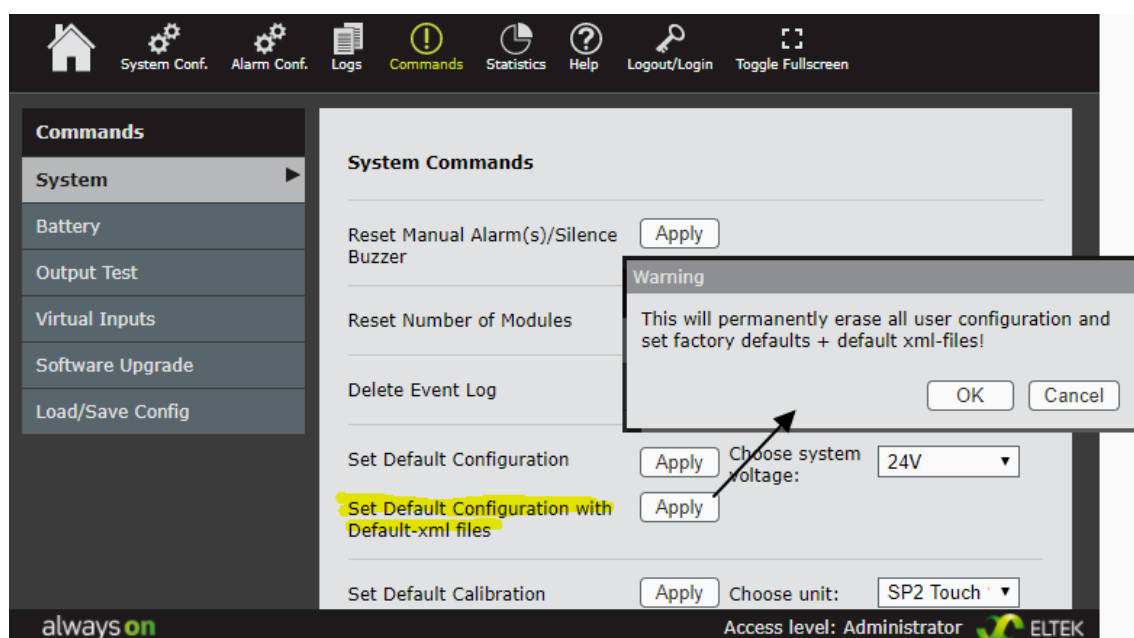 System Conf.
Alarm Conf.
Logs
Commands
Statistics
Help
Logout/Login
Toggle Fullscreen
Commands
System
Battery
Output Test
Virtual Inputs
Software Upgrade
Load/Save Config
System Commands
Reset Manual Alarm(s)/Silence
Buzzer
Apply
Reset Number of Modules
Delete Event Log
Warning
This will permanently erase all user configuration and
set factory defaults + default xml-files!
OK
Cancel
Set Default Configuration
Apply
Choose system
voltage:
24V
Set Default Configuration with
Default-xml files
Apply
Set Default Calibration
Apply
Choose unit:
SP2 Touch
always on
Access level: Administrator
ELTEK